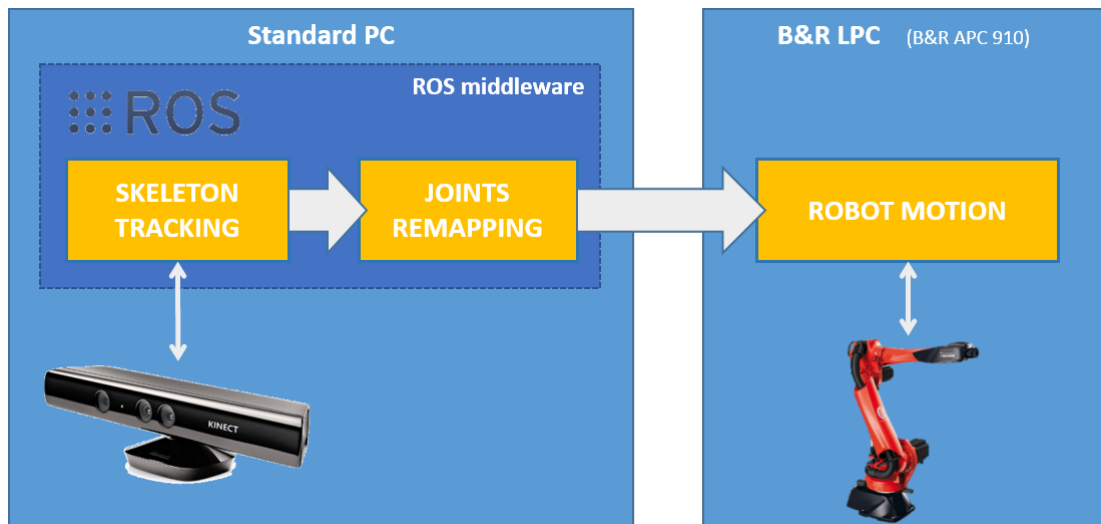 Standard PC
ROS middleware
ROS
SKELETON
TRACKING
JOINTS
REMAPPING
KINECT
B&R LPC (B&R APC 910)
ROBOT MOTION